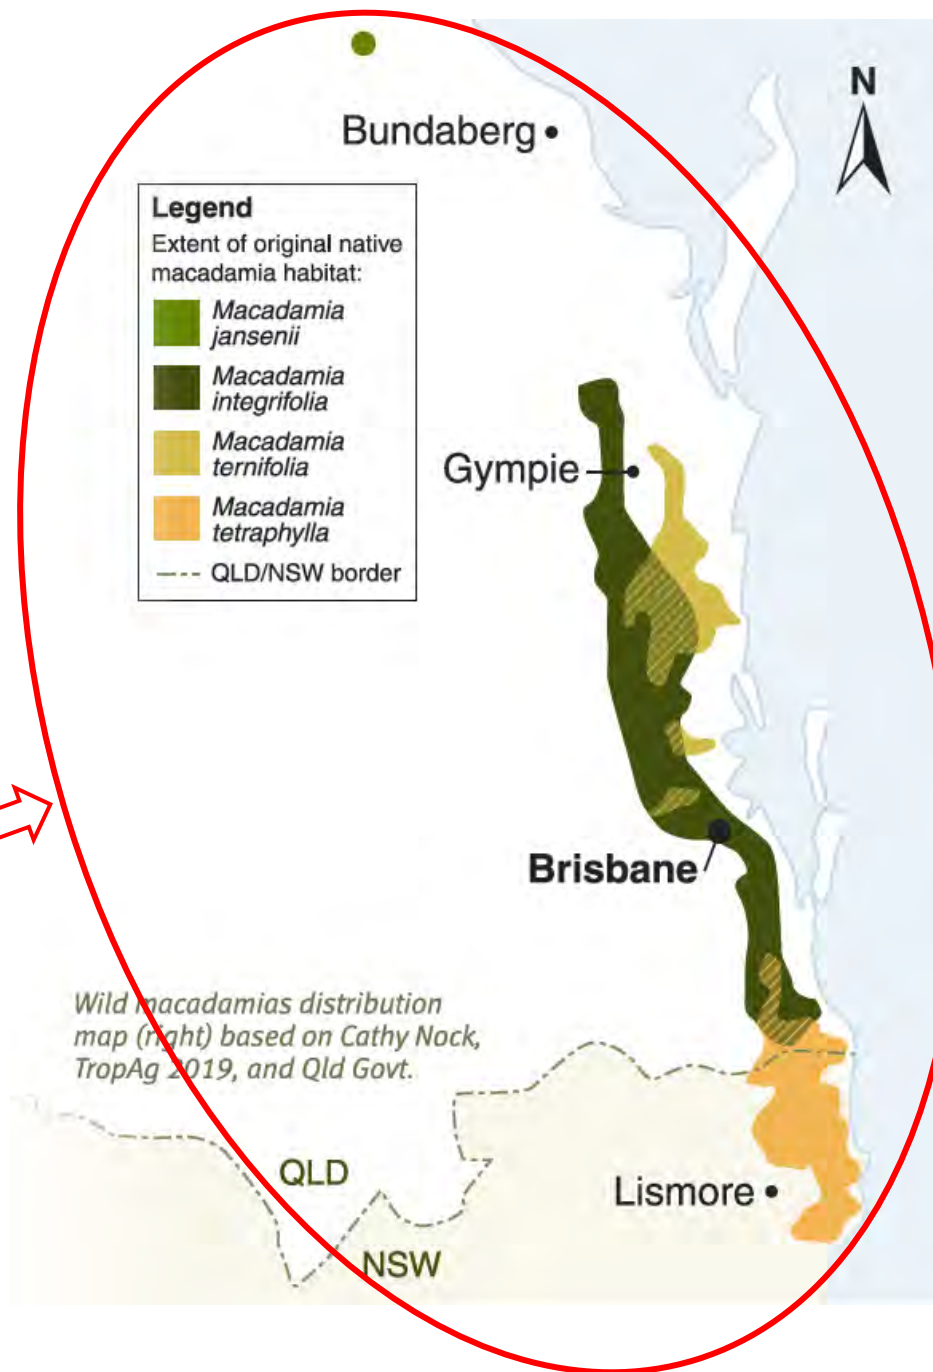 N
Bundaberg
Legend
Extent of original native
macadamia habitat:
Macadamia
jansenii
Macadamia
integrifolia
Macadamia
ternifolia
Macadamia
tetraphylla
QLD/NSW border
Gympie
Brisbane
Wild macadamias distribution
map (right) based on Cathy Nock,
TropAg 2019, and Qld Govt.
QLD
Lismore
NSW